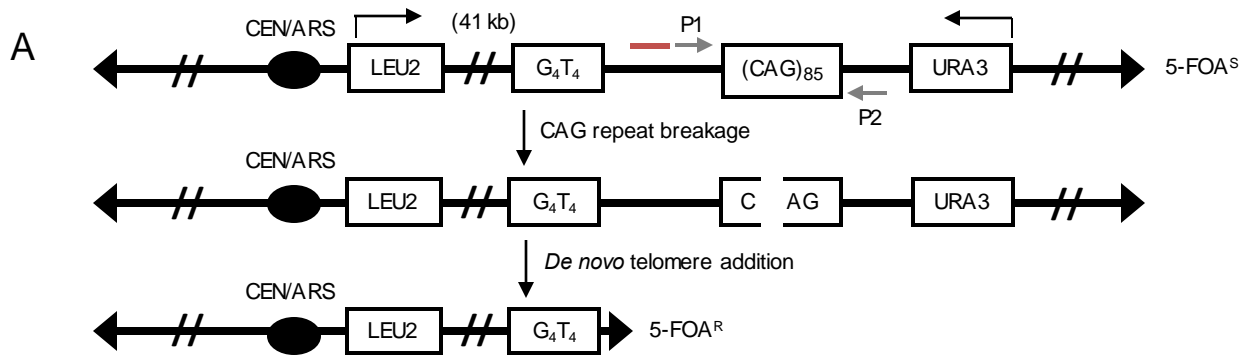 A
CEN/ARS (41 kb) P1
LEU2 G₄T₄ (CAG)₈₅ URA3 5-FOAˢ
P2
CAG repeat breakage
CEN/ARS
LEU2 G₄T₄ C AG URA3
De novo telomere addition
CEN/ARS
LEU2 G₄T₄ 5-FOAᴿ